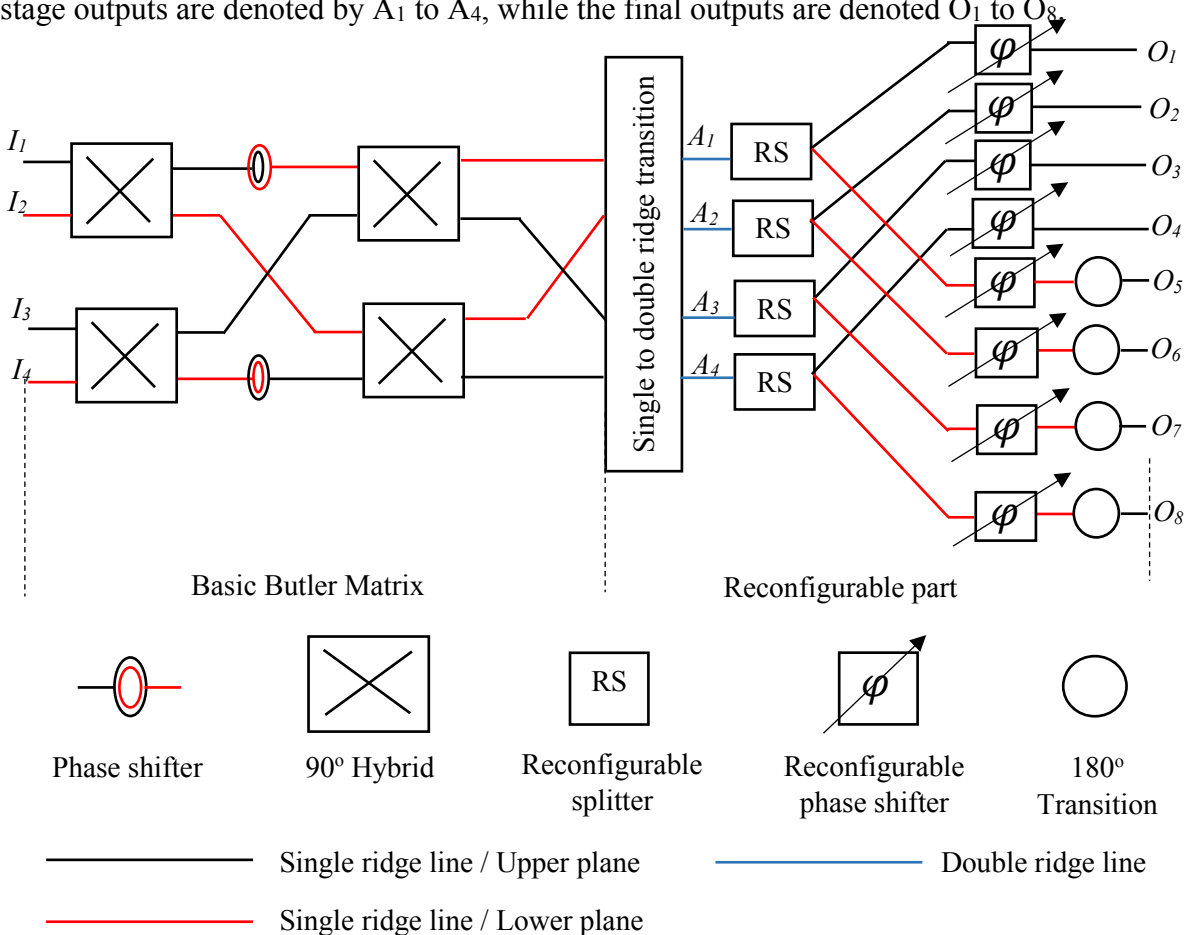 stage outputs are denoted by A1 to A4, while the final outputs are denoted O1 to O8.
I1
I2
I3
I4
Single to double ridge transition
A1
A2
A3
A4
RS
RS
RS
RS
φ
φ
φ
φ
φ
φ
φ
φ
O1
O2
O3
O4
O5
O6
O7
O8
Basic Butler Matrix
Reconfigurable part
RS
φ
Phase shifter
90º Hybrid
Reconfigurable
splitter
Reconfigurable
phase shifter
180º
Transition
Single ridge line / Upper plane
Double ridge line
Single ridge line / Lower plane